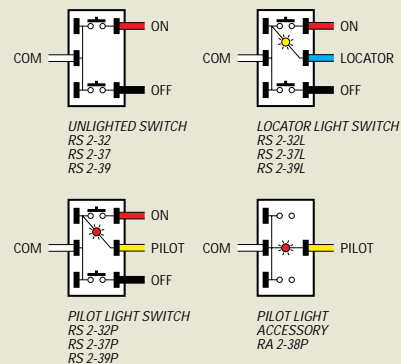 ON
COM
OFF
UNLIGHTED SWITCH
RS 2-32
RS 2-37
RS 2-39
ON
COM
LOCATOR
OFF
LOCATOR LIGHT SWITCH
RS 2-32L
RS 2-37L
RS 2-39L
ON
COM
PILOT
OFF
PILOT LIGHT SWITCH
RS 2-32P
RS 2-37P
RS 2-39P
COM
PILOT
PILOT LIGHT
ACCESSORY
RA 2-38P